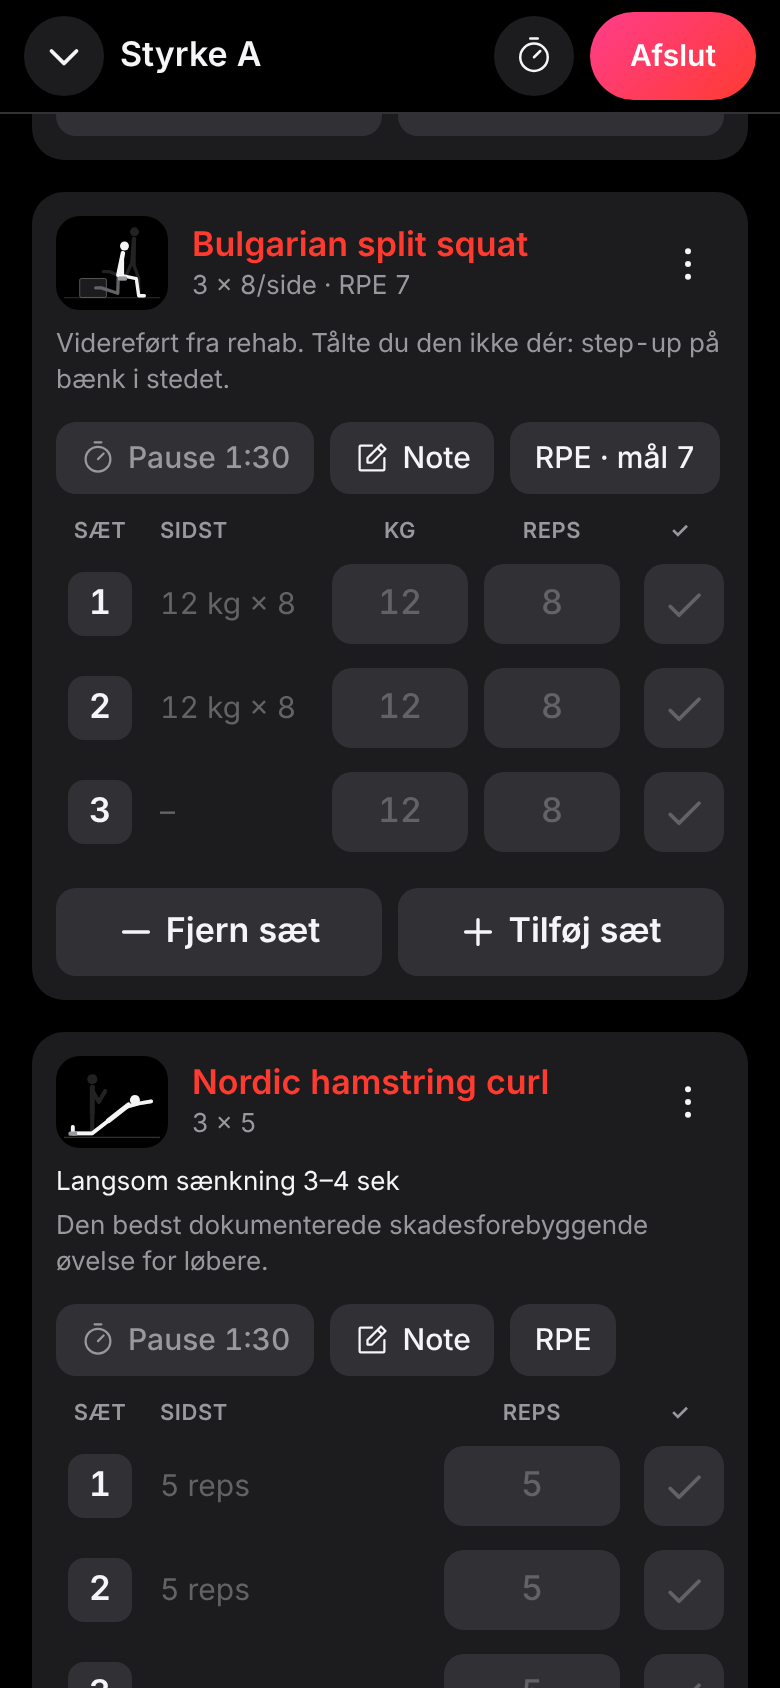 Styrke A
Afslut
Bulgarian split squat
3 × 8/side · RPE 7
Videreført fra rehab. Tålte du den ikke dér: step-up på
bænk i stedet.
Pause 1:30
Note
RPE · mål 7
SÆT SIDST KG REPS ✓
1 12 kg × 8 12 8
2 12 kg × 8 12 8
3 – 12 8
— Fjern sæt
+ Tilføj sæt
Nordic hamstring curl
3 × 5
Langsom sænkning 3–4 sek
Den bedst dokumenterede skadesforebyggende
øvelse for løbere.
Pause 1:30
Note
RPE
SÆT SIDST REPS ✓
1 5 reps 5
2 5 reps 5